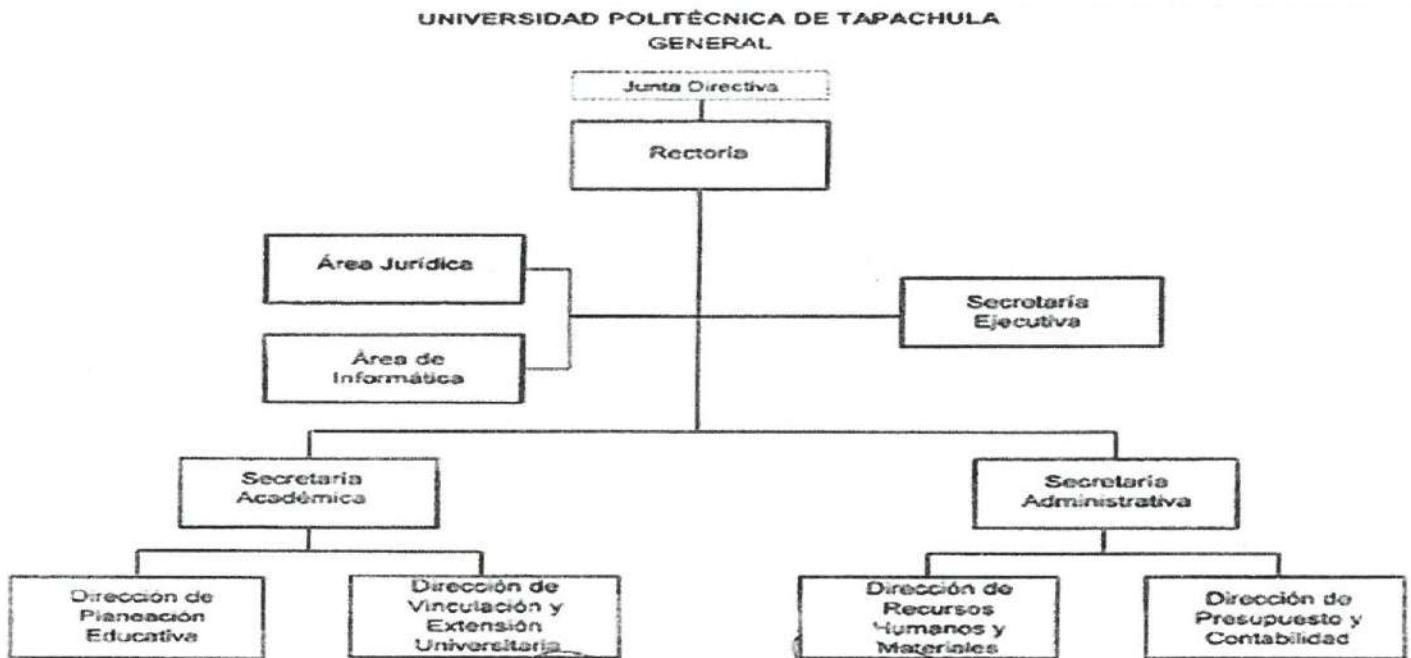 UNIVERSIDAD POLITÉCNICA DE TAPACHULA
GENERAL
Junta Directiva
Rectoría
Área Jurídica
Secretaría
Ejecutiva
Área de
Informática
Secretaría
Académica
Secretaría
Administrativa
Dirección de
Planeación
Educativa
Dirección de
Vinculación y
Extensión
Universitaria
Dirección de
Recursos
Humanos y
Materiales
Dirección de
Presupuesto y
Contabilidad